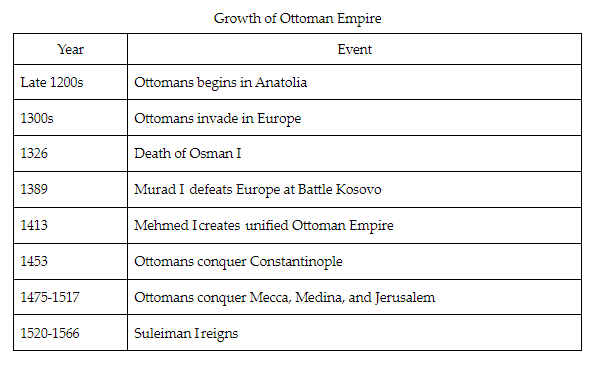 Growth of Ottoman Empire
Year Event
Late 1200s Ottomans begins in Anatolia
1300s Ottomans invade in Europe
1326 Death of Osman I
1389 Murad I defeats Europe at Battle Kosovo
1413 Mehmed I creates unified Ottoman Empire
1453 Ottomans conquer Constantinople
1475-1517 Ottomans conquer Mecca, Medina, and Jerusalem
1520-1566 Suleiman I reigns